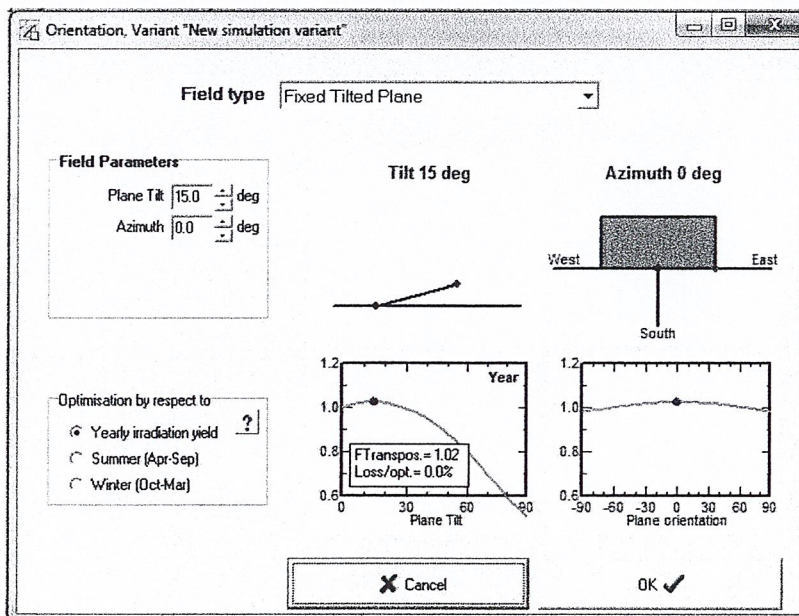 Orientation, Variant "New simulation variant"
Field type Fixed Tilted Plane
Field Parameters
Plane Tilt 15.0 deg
Azimuth 0.0 deg
Tilt 15 deg
Azimuth 0 deg
West East
South
Optimisation by respect to
Yearly irradiation yield ?
Summer (Apr-Sep)
Winter (Oct-Mar)
1.2
1.0
0.8
0.6
Year
FTranspos.= 1.02
Loss/opt.= 0.0%
0 30 60 90
Plane Tilt
1.2
1.0
0.8
0.6
-90 -60 -30 0 30 60 90
Plane orientation
Cancel
OK